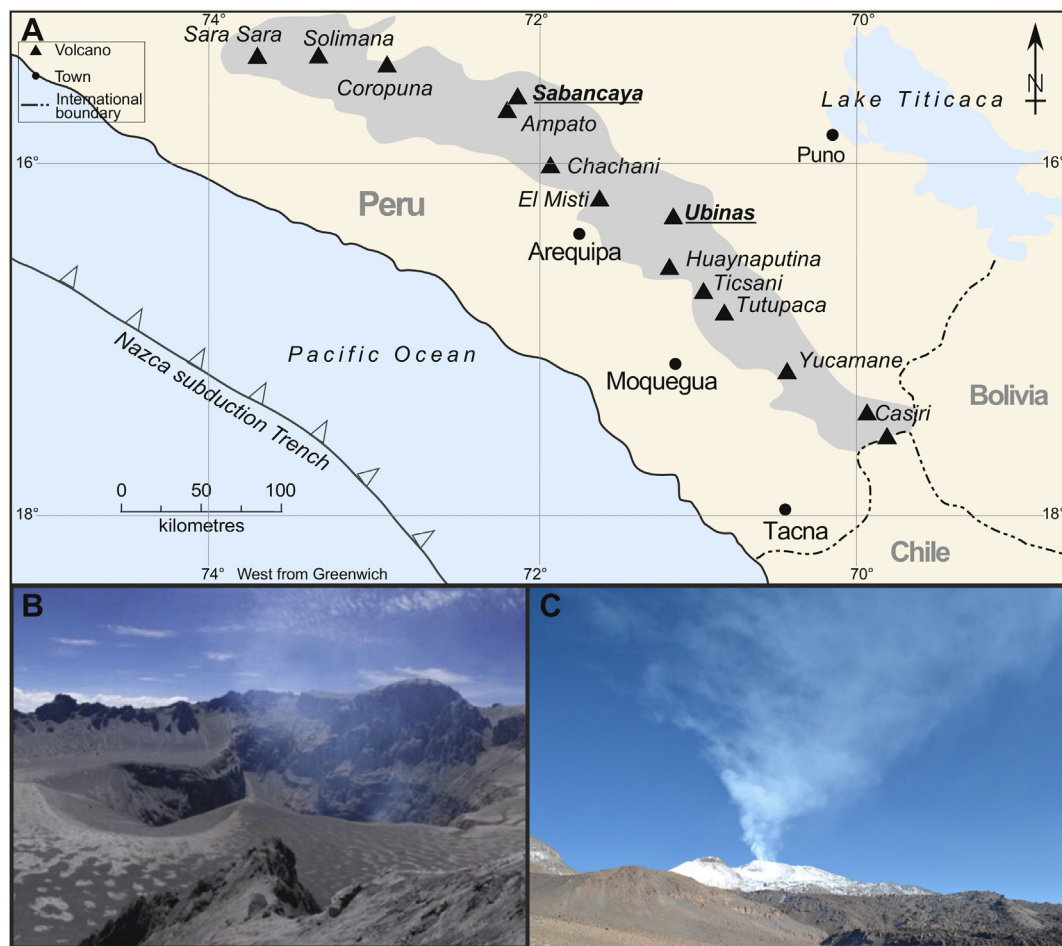 A
74°
72°
70°
Volcano
Town
International
boundary
Sara Sara
Solimana
Coropuna
Sabancaya
Ampato
Lake Titicaca
N
Puno
16°
16°
Chachani
Peru
El Misti
Ubinas
Arequipa
Huaynaputina
Ticsani
Tutupaca
Pacific Ocean
Nazca subduction Trench
Moquegua
Yucamane
Bolivia
Casiri
0 50 100
kilometres
18°
18°
Tacna
Chile
74°
West from Greenwich
72°
70°
B
C